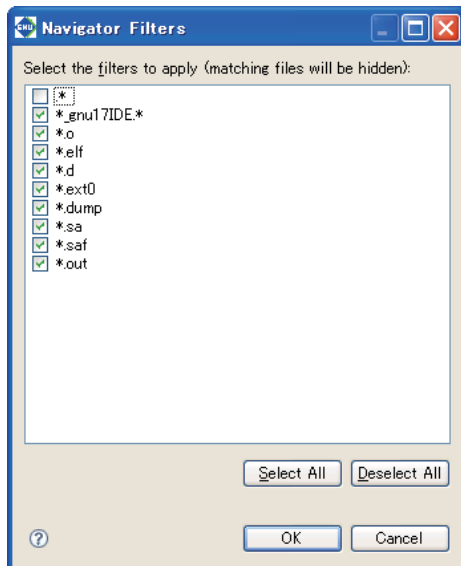 GNU
Navigator Filters
Select the filters to apply (matching files will be hidden):
.*
*_gnu17IDE.*
*.o
*.elf
*.d
*.ext0
*.dump
*.sa
*.saf
*.out
Select All
Deselect All
?
OK
Cancel